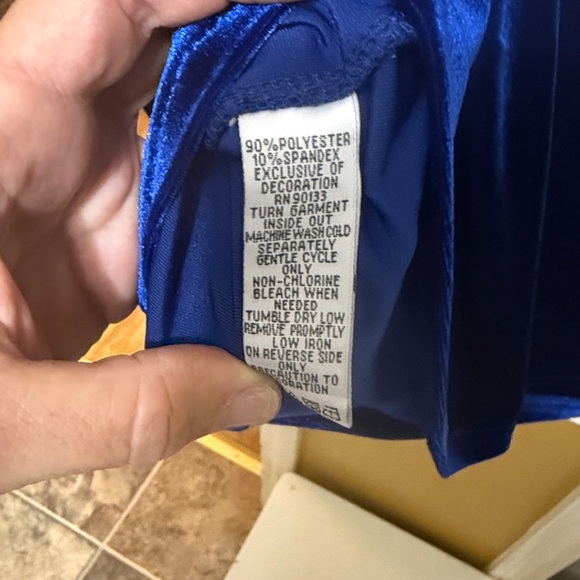 90%POLYESTER
10%SPANDEX
EXCLUSIVE OF
DECORATION
RN 90133
TURN GARMENT
INSIDE OUT
MACHINE WASH COLD
SEPARATELY
GENTLE CYCLE
ONLY
NON-CHLORINE
BLEACH WHEN
NEEDED
TUMBLE DRY LOW
REMOVE PROMPTLY
LOW IRON
ON REVERSE SIDE
ONLY
TO